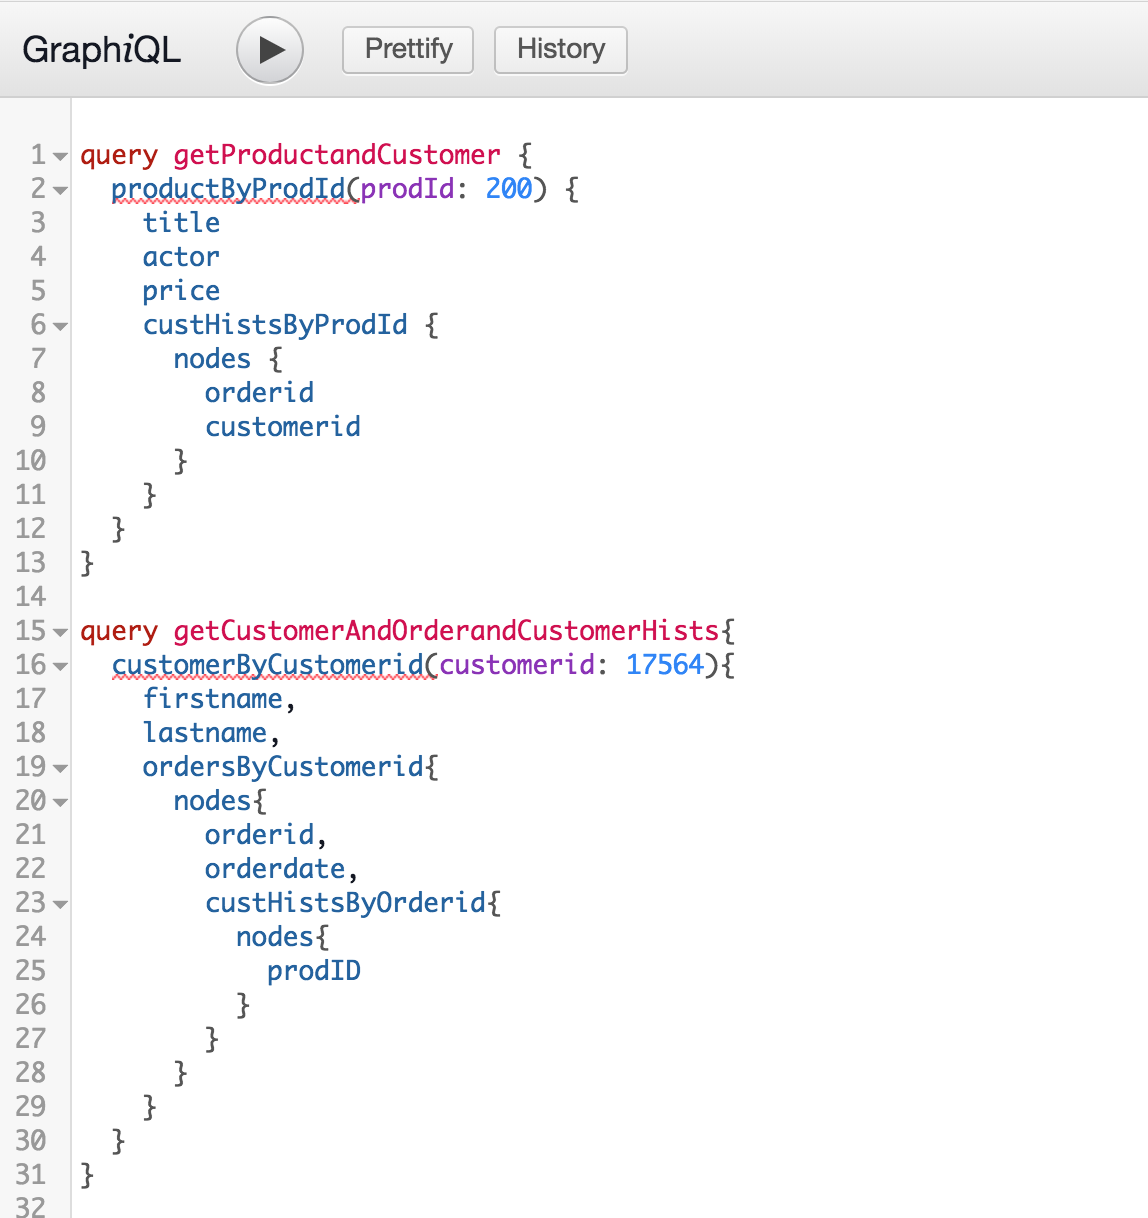 GraphiQL Prettify History
1 query getProductandCustomer {
2   productByProdId(prodId: 200) {
3     title
4     actor
5     price
6     custHistsByProdId {
7       nodes {
8         orderid
9         customerid
10       }
11     }
12   }
13 }
14
15 query getCustomerAndOrderandCustomerHists{
16   customerByCustomerid(customerid: 17564){
17     firstname,
18     lastname,
19     ordersByCustomerid{
20       nodes{
21         orderid,
22         orderdate,
23         custHistsByOrderid{
24           nodes{
25             prodID
26           }
27         }
28       }
29     }
30   }
31 }
32